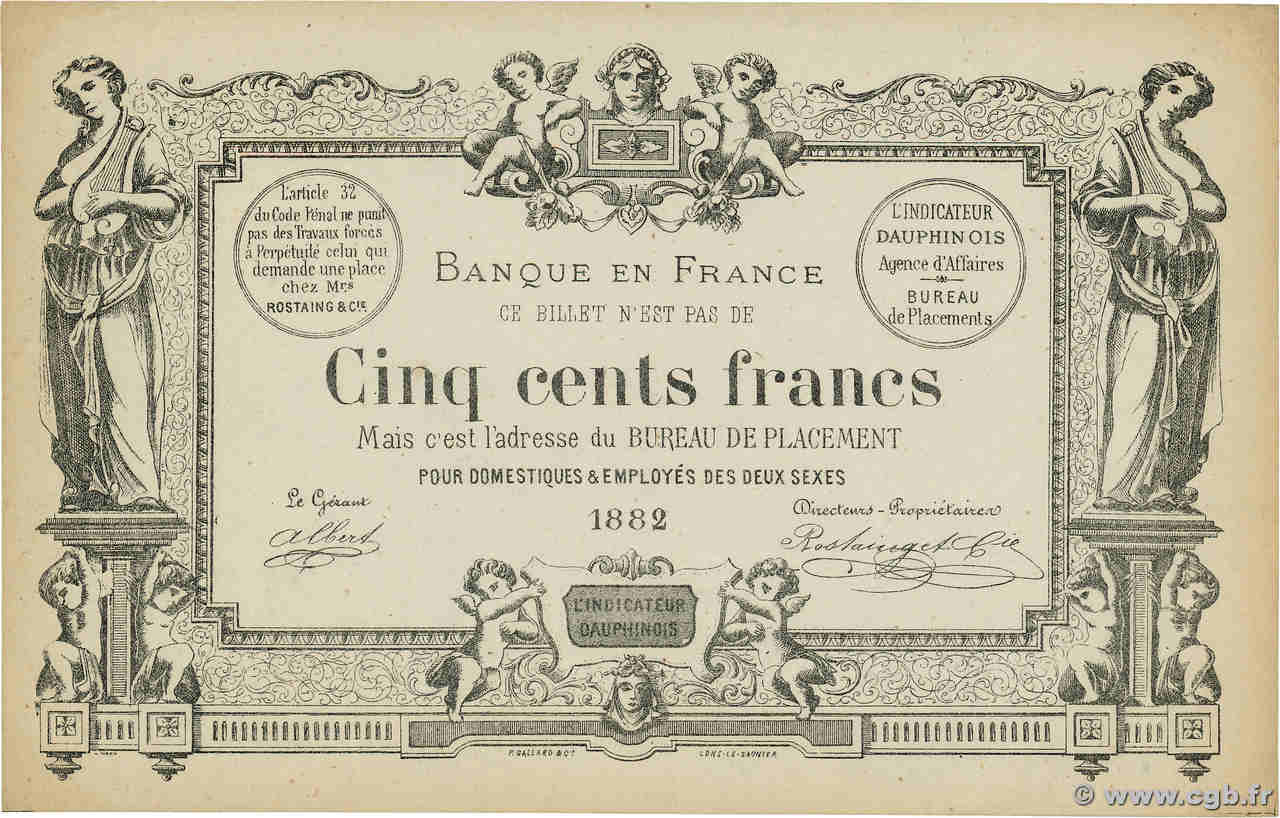 L'article 32
du Code Pénal ne punit
pas des Travaux forcés
à Perpétuité celui qui
demande une place
chez Mrs
ROSTAING & Cie
L'INDICATEUR
DAUPHINOIS
Agence d'Affaires
BUREAU
de Placements
BANQUE EN FRANCE
CE BILLET N'EST PAS DE
Cinq cents francs
Mais c'est l'adresse du BUREAU DE PLACEMENT
POUR DOMESTIQUES & EMPLOYÉS DES DEUX SEXES
Le Gérant
Albert
1882
Directeurs-Propriétaires
Rostaing et Cie
L'INDICATEUR
DAUPHINOIS
LONS-LE-SAUNIER
© www.cgb.fr